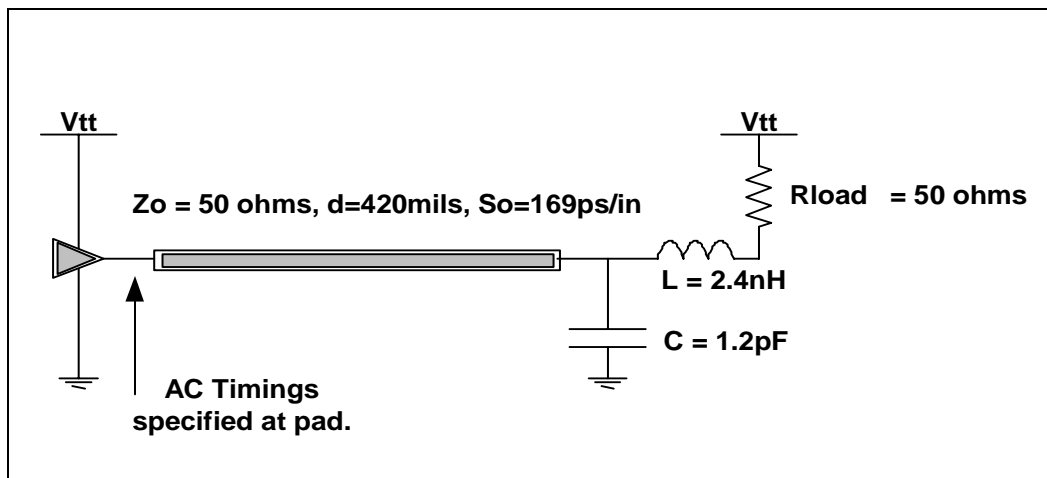 Vtt
Vtt
Zo = 50 ohms, d=420mils, So=169ps/in
Rload = 50 ohms
L = 2.4nH
C = 1.2pF
AC Timings
specified at pad.